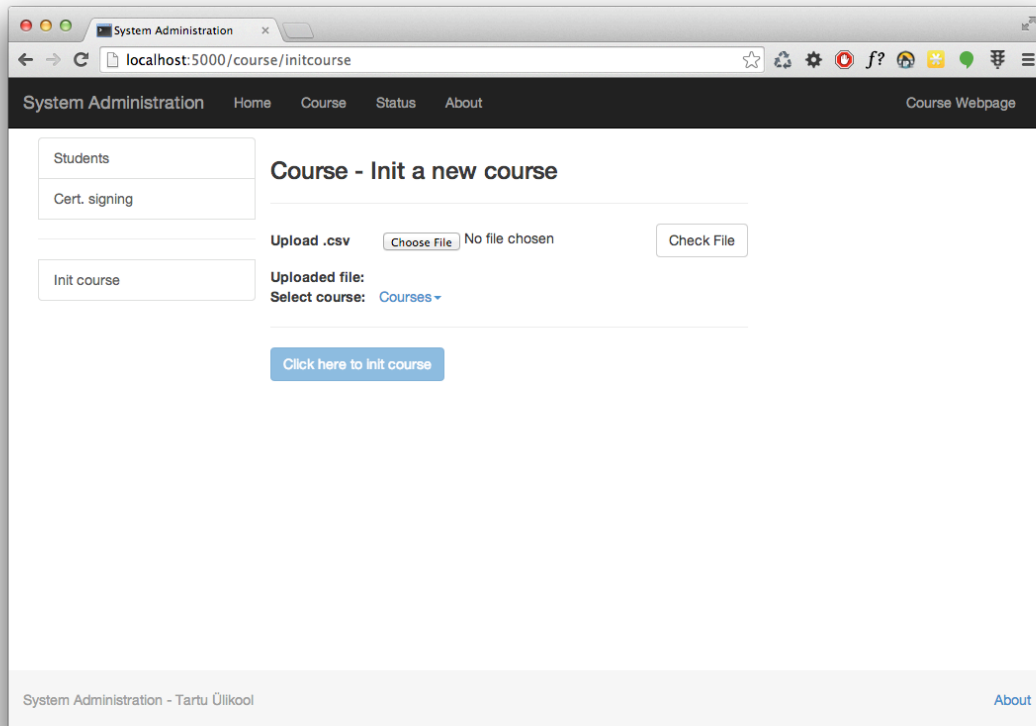 System Administration
localhost:5000/course/initcourse
f?
System Administration Home Course Status About Course Webpage
Students
Cert. signing
Init course
Course - Init a new course
Upload .csv Choose File No file chosen Check File
Uploaded file:
Select course: Courses
Click here to init course
System Administration - Tartu Ülikool About